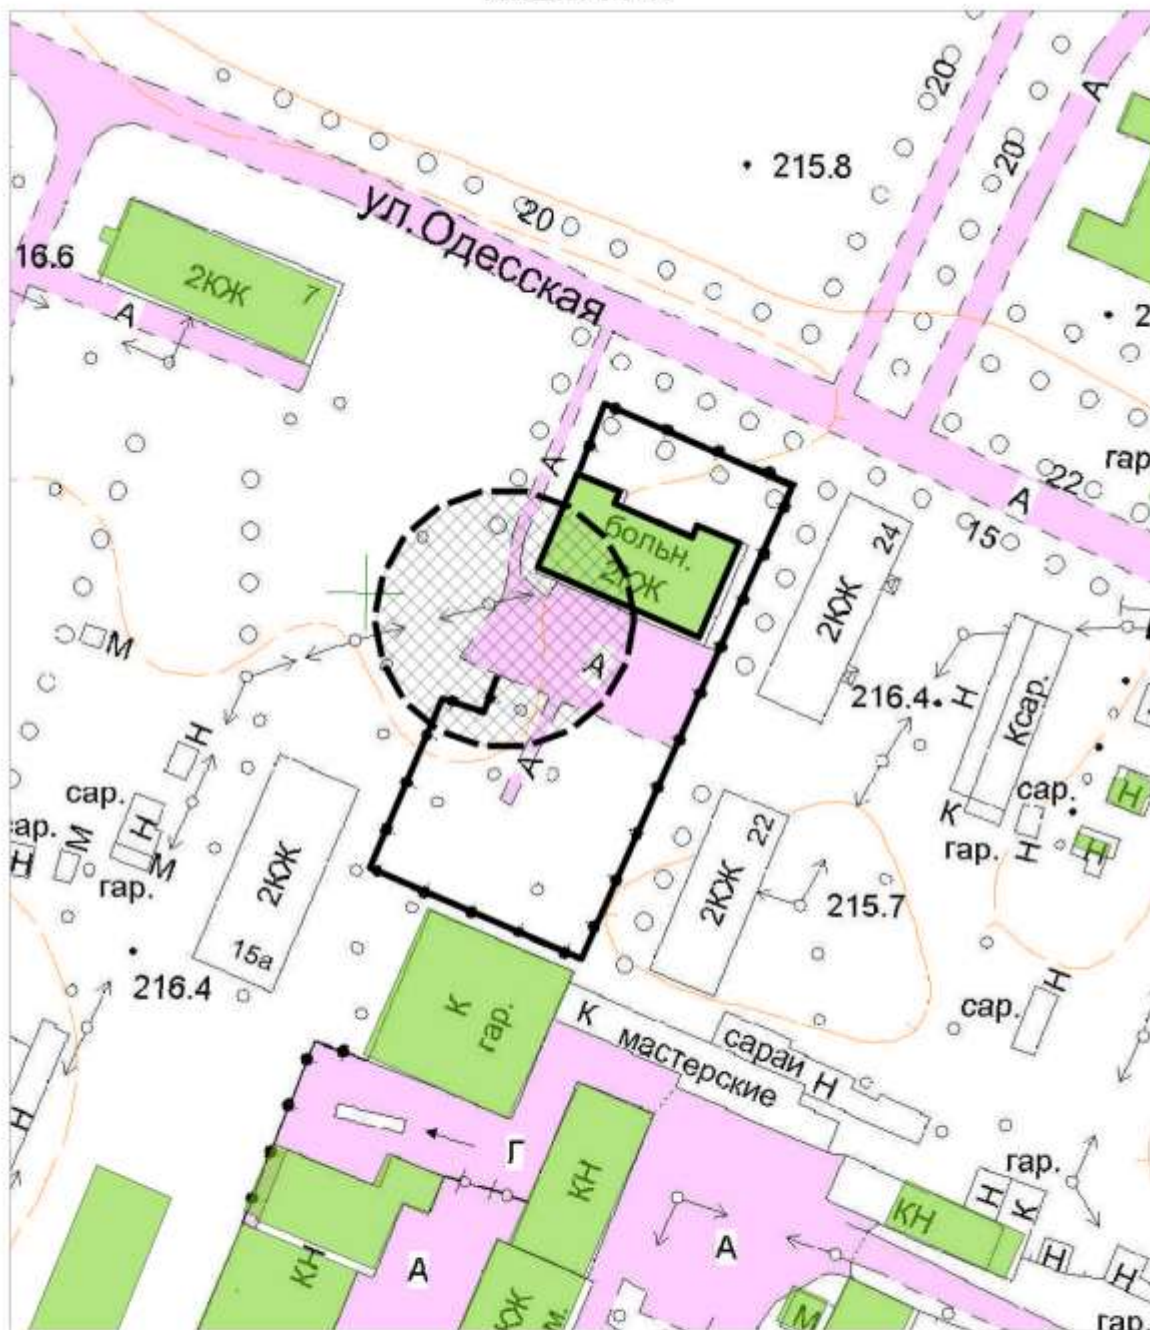 20
А
20
215.8
ул.Одесская
20
16.6
2КЖ
7
А
2
гар
22
А
15
А
больн.
2КЖ
24
2КЖ
М
А
216.4
Н
Ксар.
Н
сар.
А
сар.
Н
К
гар.
Н
Н
22
2КЖ
сар.
Н
М
М
гар.
Н
2КЖ
15а
215.7
216.4
Н
сар.
К
гар.
К
мастерские
сараи
Н
Н
Г
гар.
КН
Н
К
КН
А
А
Н
Н
КН
М
гар.